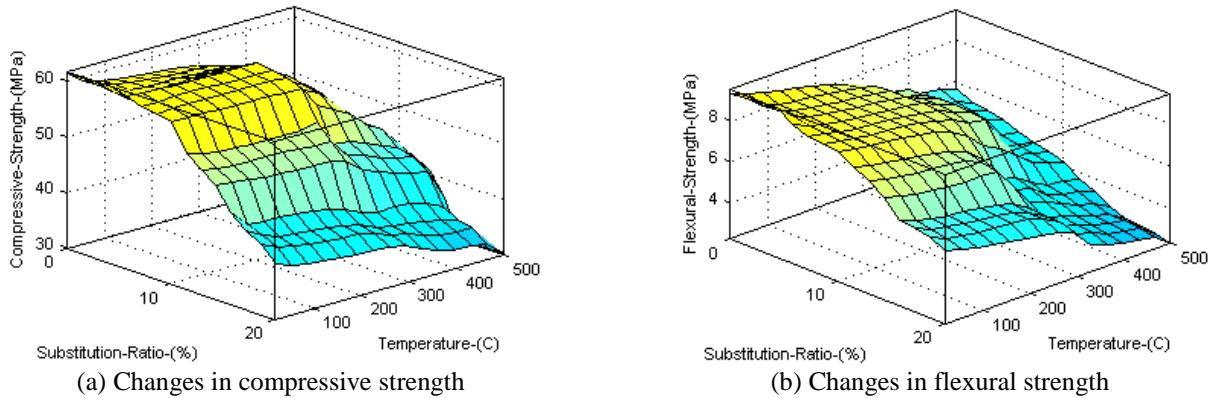 Compressive-Strength-(MPa)
60
50
40
30
0
10
20
Substitution-Ratio-(%)
100
200
300
400
500
Temperature-(C)
(a) Changes in compressive strength
Flexural-Strength-(MPa)
8
6
4
0
10
20
Substitution-Ratio-(%)
100
200
300
400
500
Temperature-(C)
(b) Changes in flexural strength